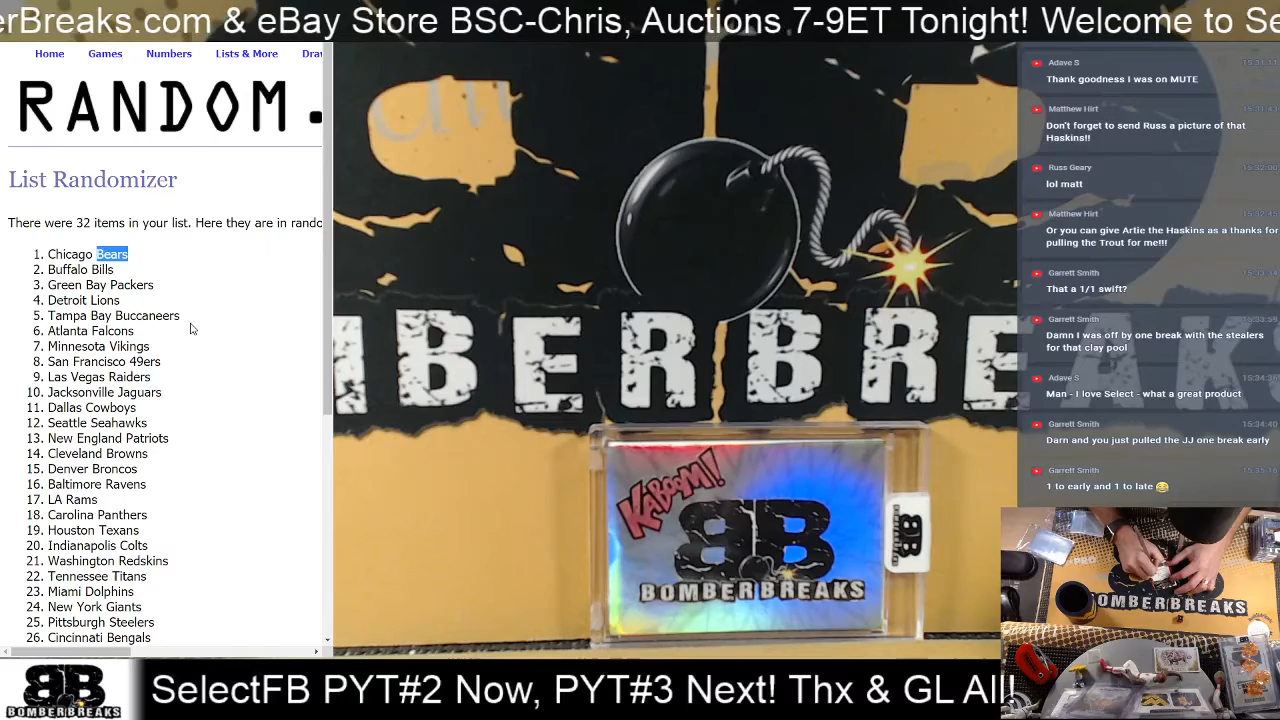 erBreaks.com & eBay Store BSC-Chris, Auctions 7-9ET Tonight! Welcome to Se
Home Games Numbers Lists & More Dra
RANDOM.
List Randomizer
There were 32 items in your list. Here they are in rando
1. Chicago Bears
2. Buffalo Bills
3. Green Bay Packers
4. Detroit Lions
5. Tampa Bay Buccaneers
6. Atlanta Falcons
7. Minnesota Vikings
8. San Francisco 49ers
9. Las Vegas Raiders
10. Jacksonville Jaguars
11. Dallas Cowboys
12. Seattle Seahawks
13. New England Patriots
14. Cleveland Browns
15. Denver Broncos
16. Baltimore Ravens
17. LA Rams
18. Carolina Panthers
19. Houston Texans
20. Indianapolis Colts
21. Washington Redskins
22. Tennessee Titans
23. Miami Dolphins
24. New York Giants
25. Pittsburgh Steelers
26. Cincinnati Bengals
MBERBRE
KABOOM!
BB
BOMBERBREAKS
BB
Adave S
Thank goodness I was on MUTE
Matthew Hirt
Don't forget to send Russ a picture of that
Haskins!!
Russ Geary
lol matt
Matthew Hirt
Or you can give Artie the Haskins as a thanks for
pulling the Trout for me!!!
Garrett Smith
That a 1/1 swift?
Garrett Smith
Damn I was off by one break with the stealers
for that clay pool
Adave S
Man - I love Select - what a great product
Garrett Smith
Darn and you just pulled the JJ one break early
Garrett Smith
1 to early and 1 to late 😂
OMBERBREAKS
BB
BOMBERBREAKS
SelectFB PYT#2 Now, PYT#3 Next! Thx & GL All!